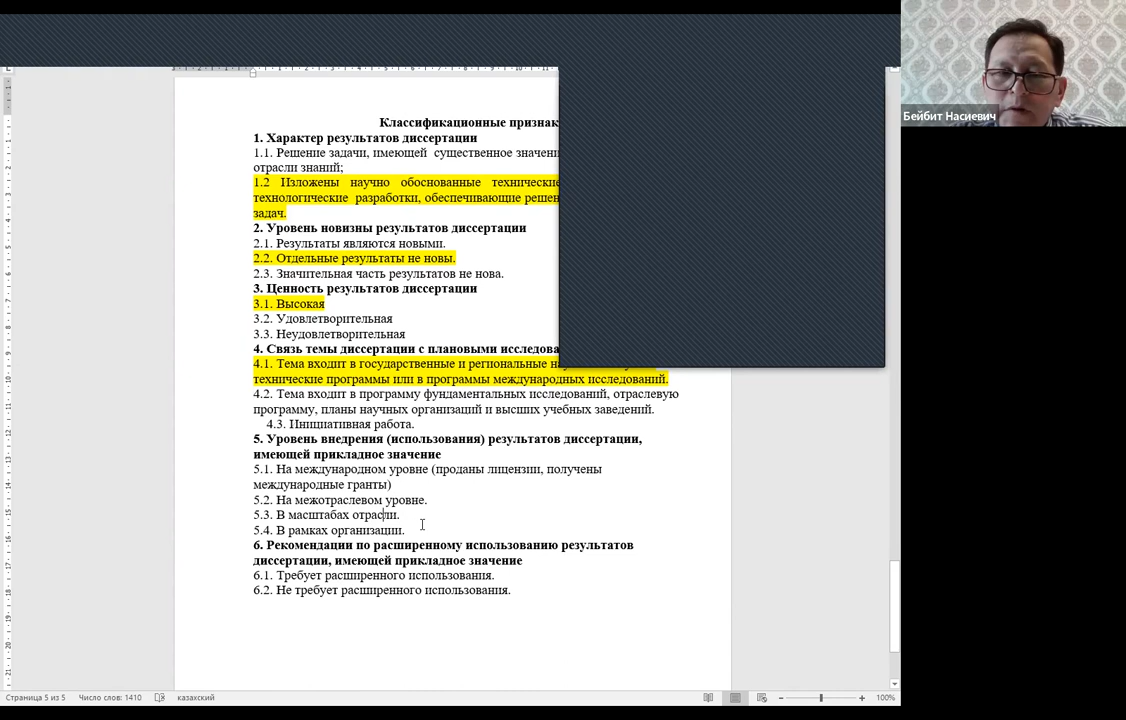 Бейбит Насиевич
Классификационные признак
1. Характер результатов диссертации
1.1. Решение задачи, имеющей существенное значени
отрасли знаний;
1.2 Изложены научно обоснованные технические
технологические разработки, обеспечивающие решен
задач.
2. Уровень новизны результатов диссертации
2.1. Результаты являются новыми.
2.2. Отдельные результаты не новы.
2.3. Значительная часть результатов не нова.
3. Ценность результатов диссертации
3.1. Высокая
3.2. Удовлетворительная
3.3. Неудовлетворительная
4. Связь темы диссертации с плановыми исследова
4.1. Тема входит в государственные и региональные
технические программы или в программы международных исследований.
4.2. Тема входит в программу фундаментальных исследований, отраслевую
программу, планы научных организаций и высших учебных заведений.
4.3. Инициативная работа.
5. Уровень внедрения (использования) результатов диссертации,
имеющей прикладное значение
5.1. На международном уровне (проданы лицензии, получены
международные гранты)
5.2. На межотраслевом уровне.
5.3. В масштабах отрасли.
5.4. В рамках организации.
6. Рекомендации по расширенному использованию результатов
диссертации, имеющей прикладное значение
6.1. Требует расширенного использования.
6.2. Не требует расширенного использования.
Страница 5 из 5 Число слов: 1410 казахский 100%